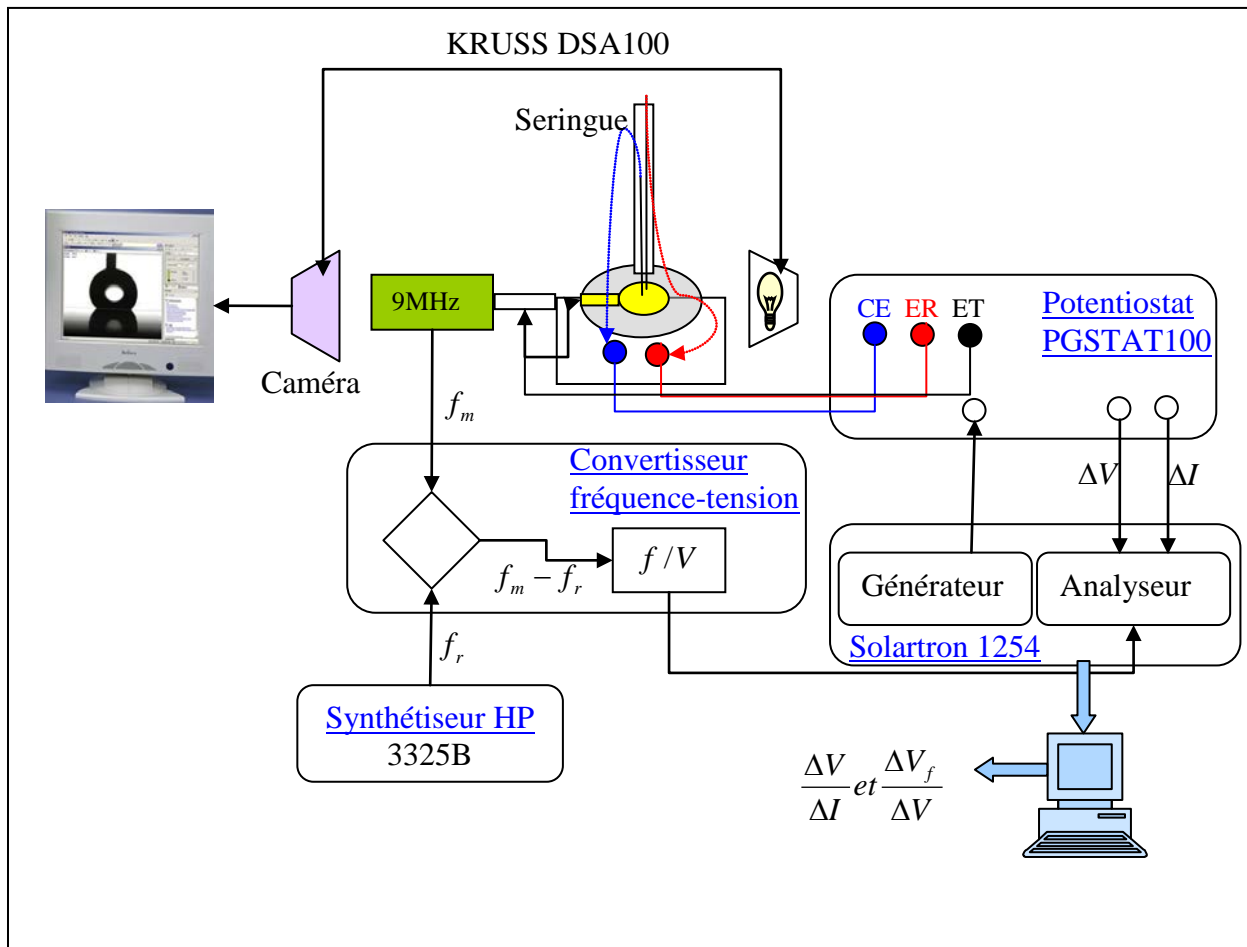 KRUSS DSA100
Seringue
9MHz
CE ER ET
Potentiostat
PGSTAT100
Caméra
f_m
Convertisseur
fréquence-tension
ΔV ΔI
f / V
f_m − f_r
Générateur
Analyseur
f_r
Solartron 1254
Synthétiseur HP
3325B
ΔV/ΔI et ΔV_f/ΔV